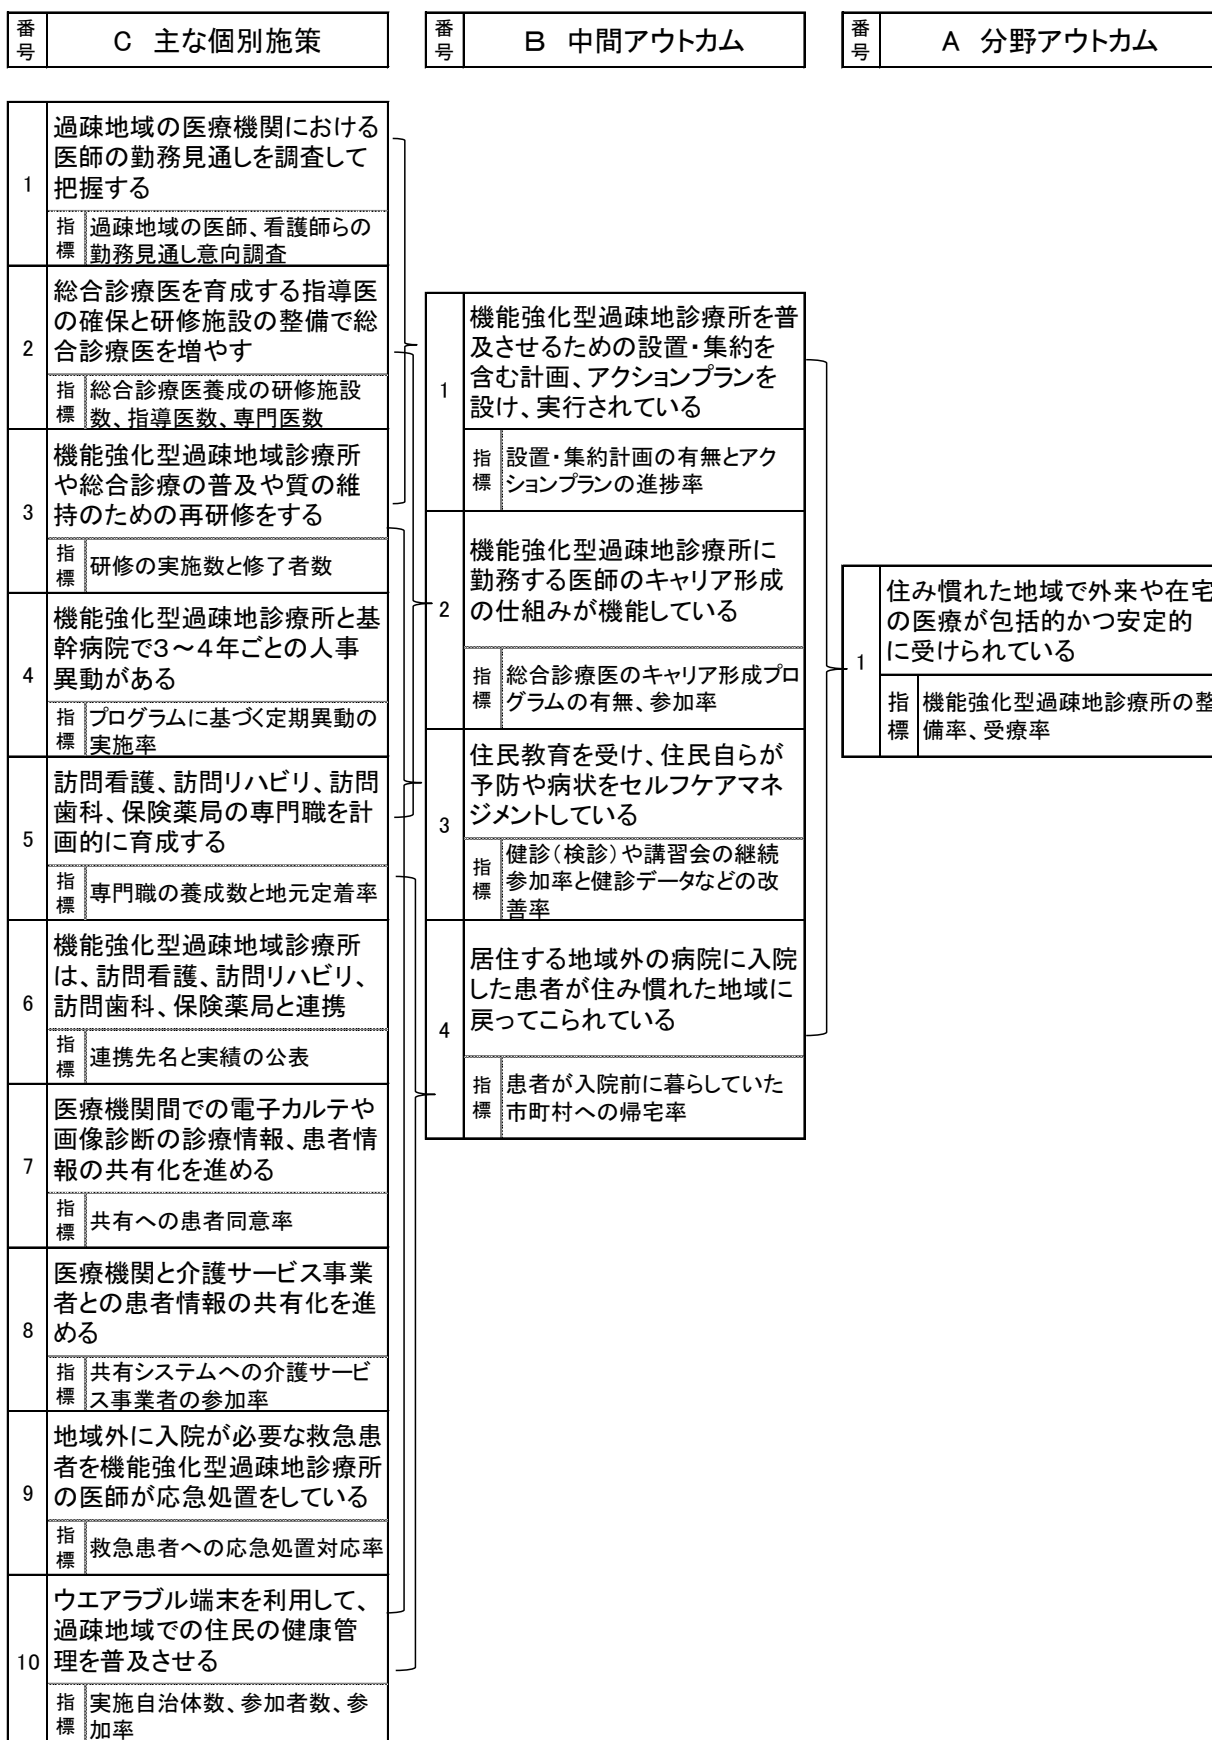 番号
C 主な個別施策
番号
B 中間アウトカム
番号
A 分野アウトカム
1
過疎地域の医療機関における
医師の勤務見通しを調査して
把握する
指標
過疎地域の医師、看護師らの
勤務見通し意向調査
2
総合診療医を育成する指導医
の確保と研修施設の整備で総
合診療医を増やす
指標
総合診療医養成の研修施設
数、指導医数、専門医数
3
機能強化型過疎地域診療所
や総合診療の普及や質の維
持のための再研修をする
指標
研修の実施数と修了者数
4
機能強化型過疎地診療所と基
幹病院で3～4年ごとの人事
異動がある
指標
プログラムに基づく定期異動の
実施率
5
訪問看護、訪問リハビリ、訪問
歯科、保険薬局の専門職を計
画的に育成する
指標
専門職の養成数と地元定着率
6
機能強化型過疎地域診療所
は、訪問看護、訪問リハビリ、
訪問歯科、保険薬局と連携
指標
連携先名と実績の公表
7
医療機関間での電子カルテや
画像診断の診療情報、患者情
報の共有化を進める
指標
共有への患者同意率
8
医療機関と介護サービス事業
者との患者情報の共有化を進
める
指標
共有システムへの介護サービ
ス事業者の参加率
9
地域外に入院が必要な救急患
者を機能強化型過疎地診療所
の医師が応急処置をしている
指標
救急患者への応急処置対応率
10
ウエアラブル端末を利用して、
過疎地域での住民の健康管
理を普及させる
指標
実施自治体数、参加者数、参
加率
1
機能強化型過疎地診療所を普
及させるための設置・集約を
含む計画、アクションプランを
設け、実行されている
指標
設置・集約計画の有無とアク
ションプランの進捗率
2
機能強化型過疎地診療所に
勤務する医師のキャリア形成
の仕組みが機能している
指標
総合診療医のキャリア形成プロ
グラムの有無、参加率
3
住民教育を受け、住民自らが
予防や病状をセルフケアマネ
ジメントしている
指標
健診（検診）や講習会の継続
参加率と健診データなどの改
善率
4
居住する地域外の病院に入院
した患者が住み慣れた地域に
戻ってこられている
指標
患者が入院前に暮らしていた
市町村への帰宅率
1
住み慣れた地域で外来や在宅
の医療が包括的かつ安定的
に受けられている
指標
機能強化型過疎地診療所の整
備率、受療率